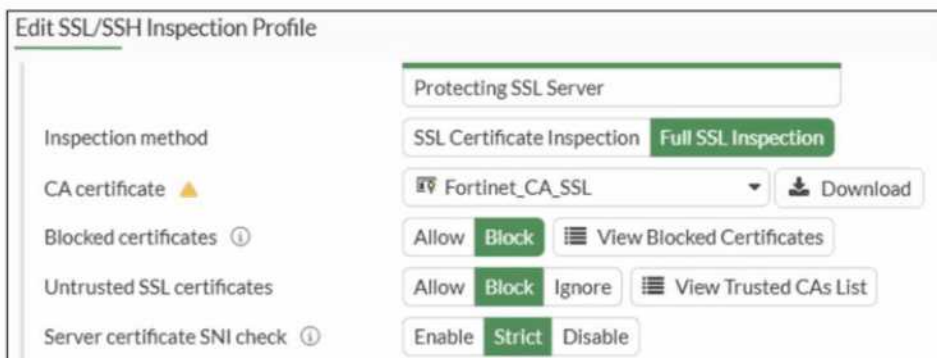 Edit SSL/SSH Inspection Profile
Protecting SSL Server
Inspection method SSL Certificate Inspection Full SSL Inspection
CA certificate Fortinet_CA_SSL Download
Blocked certificates Allow Block View Blocked Certificates
Untrusted SSL certificates Allow Block Ignore View Trusted CAs List
Server certificate SNI check Enable Strict Disable